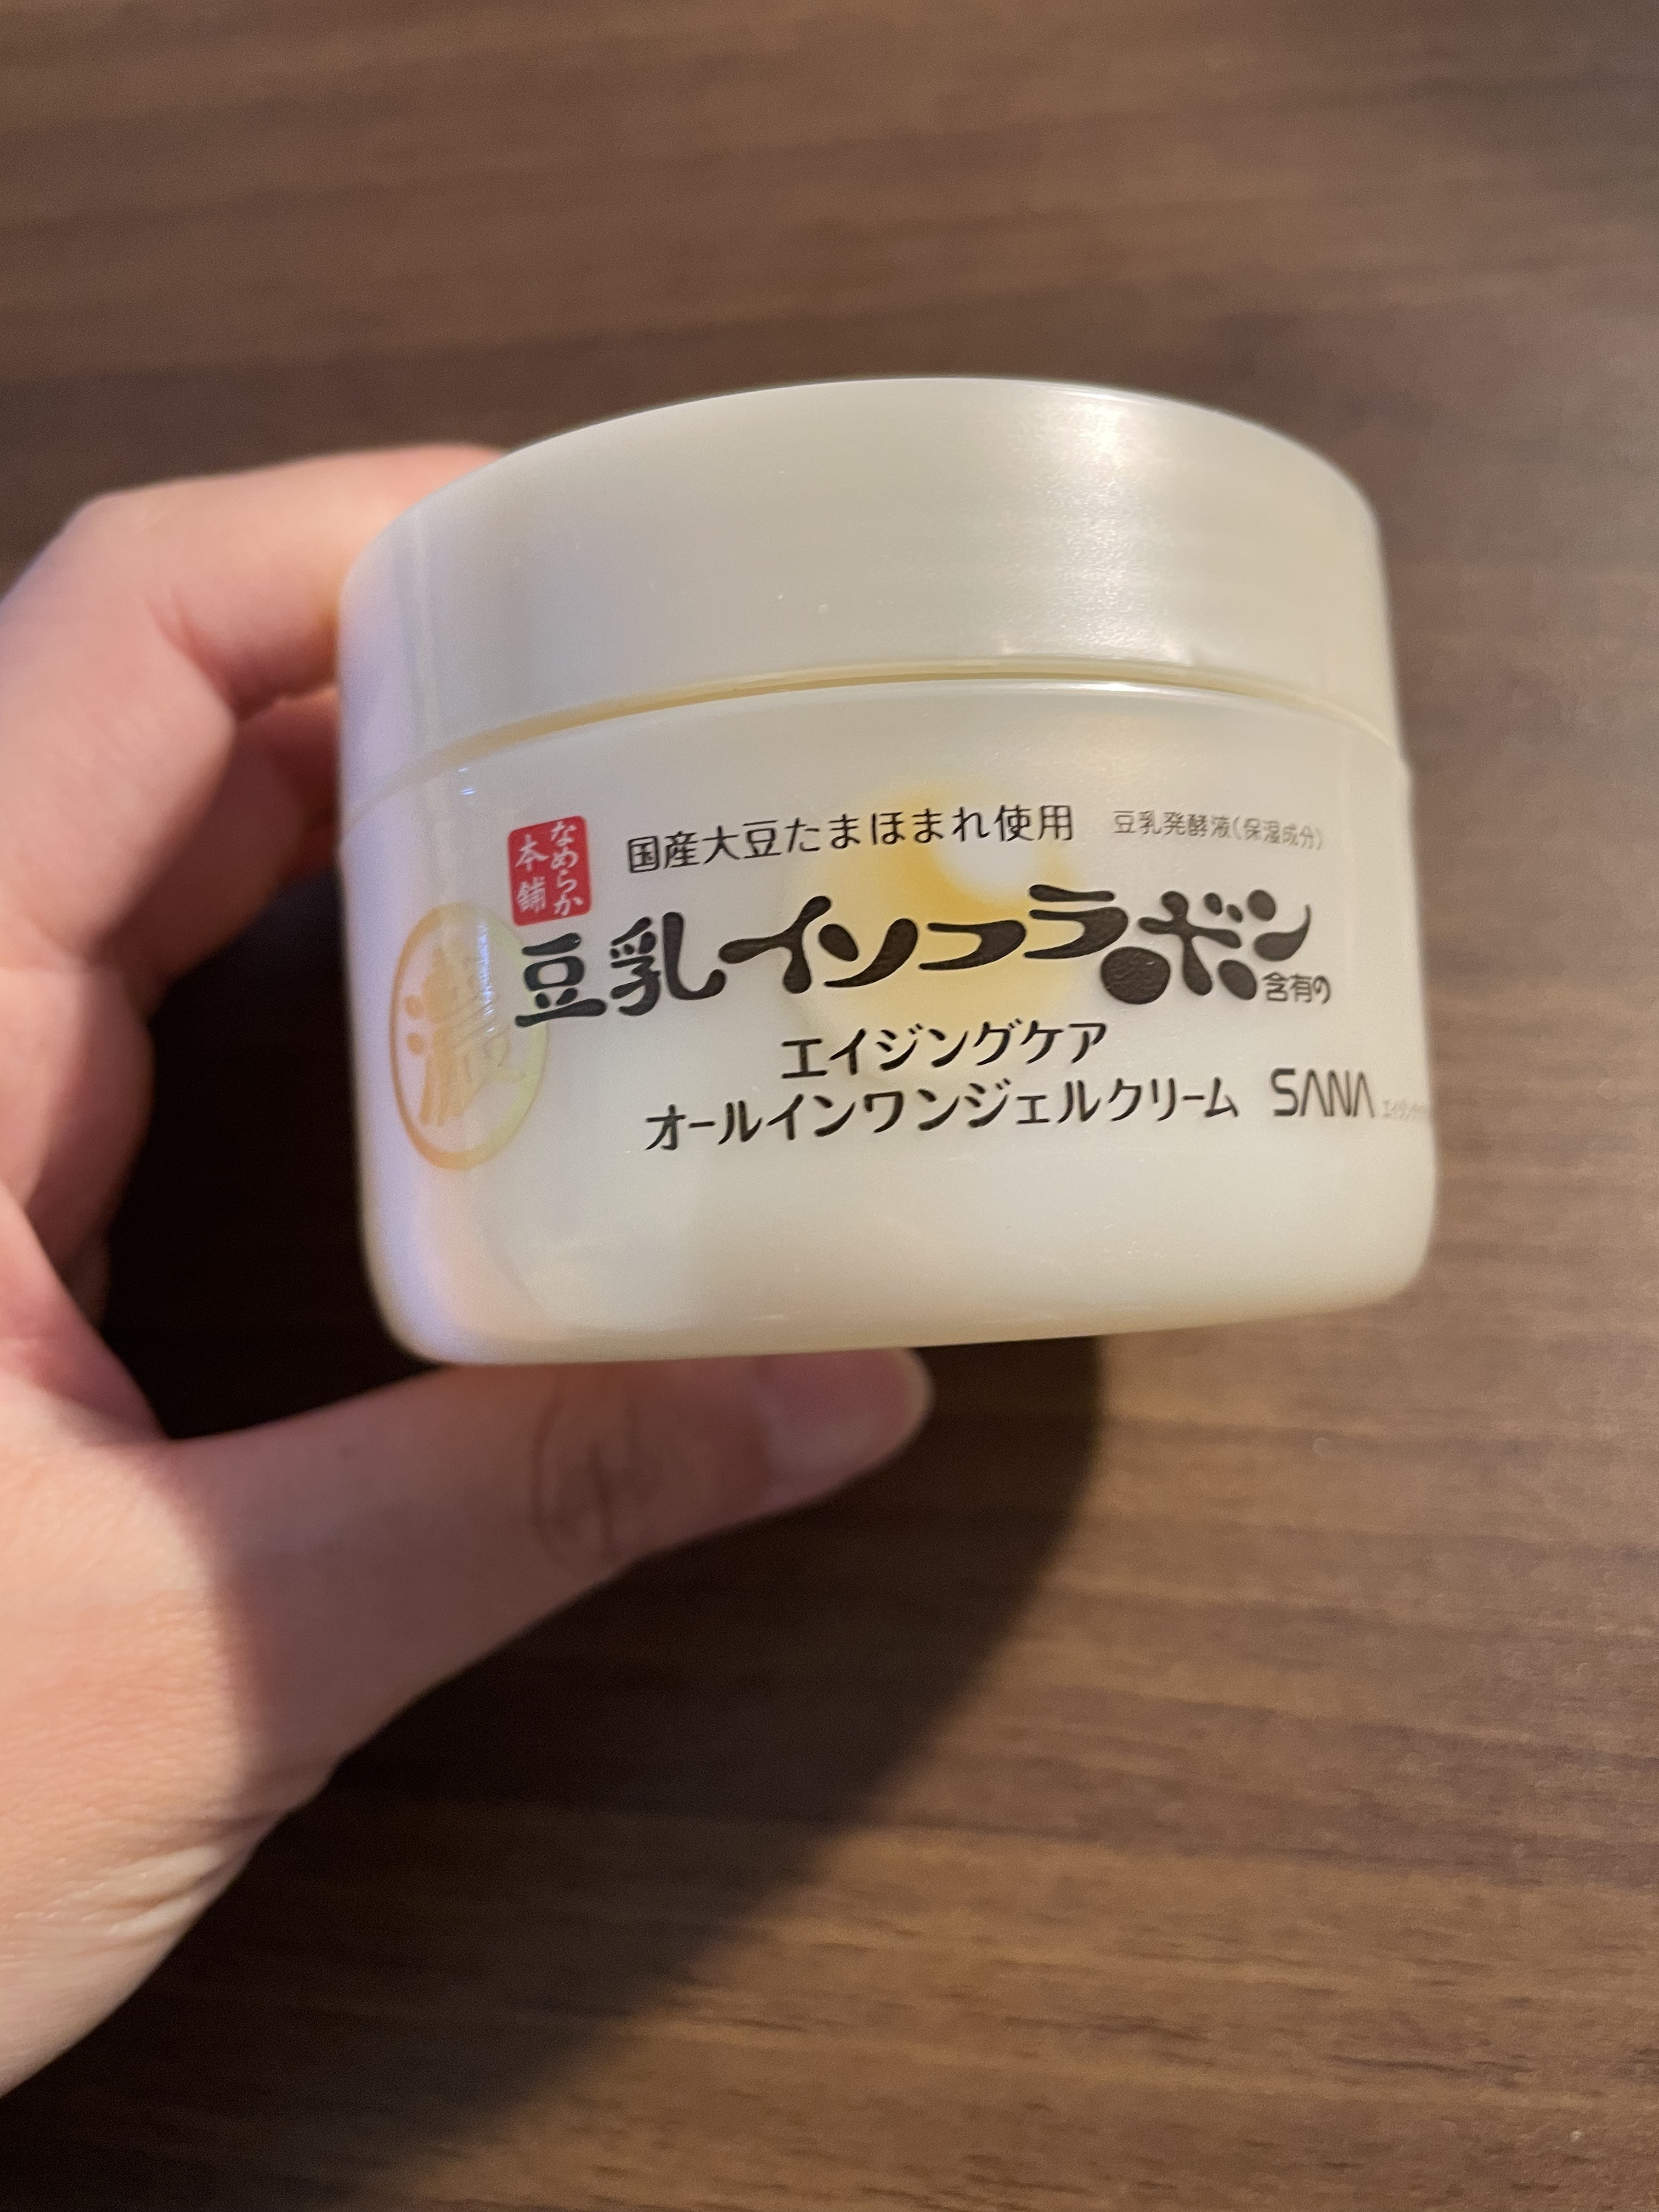 なめらか
本舗
国産大豆たまほまれ使用 豆乳発酵液(保湿成分)
濃
豆乳イソフラボン含有の
エイジングケア
オールインワンジェルクリーム SANA